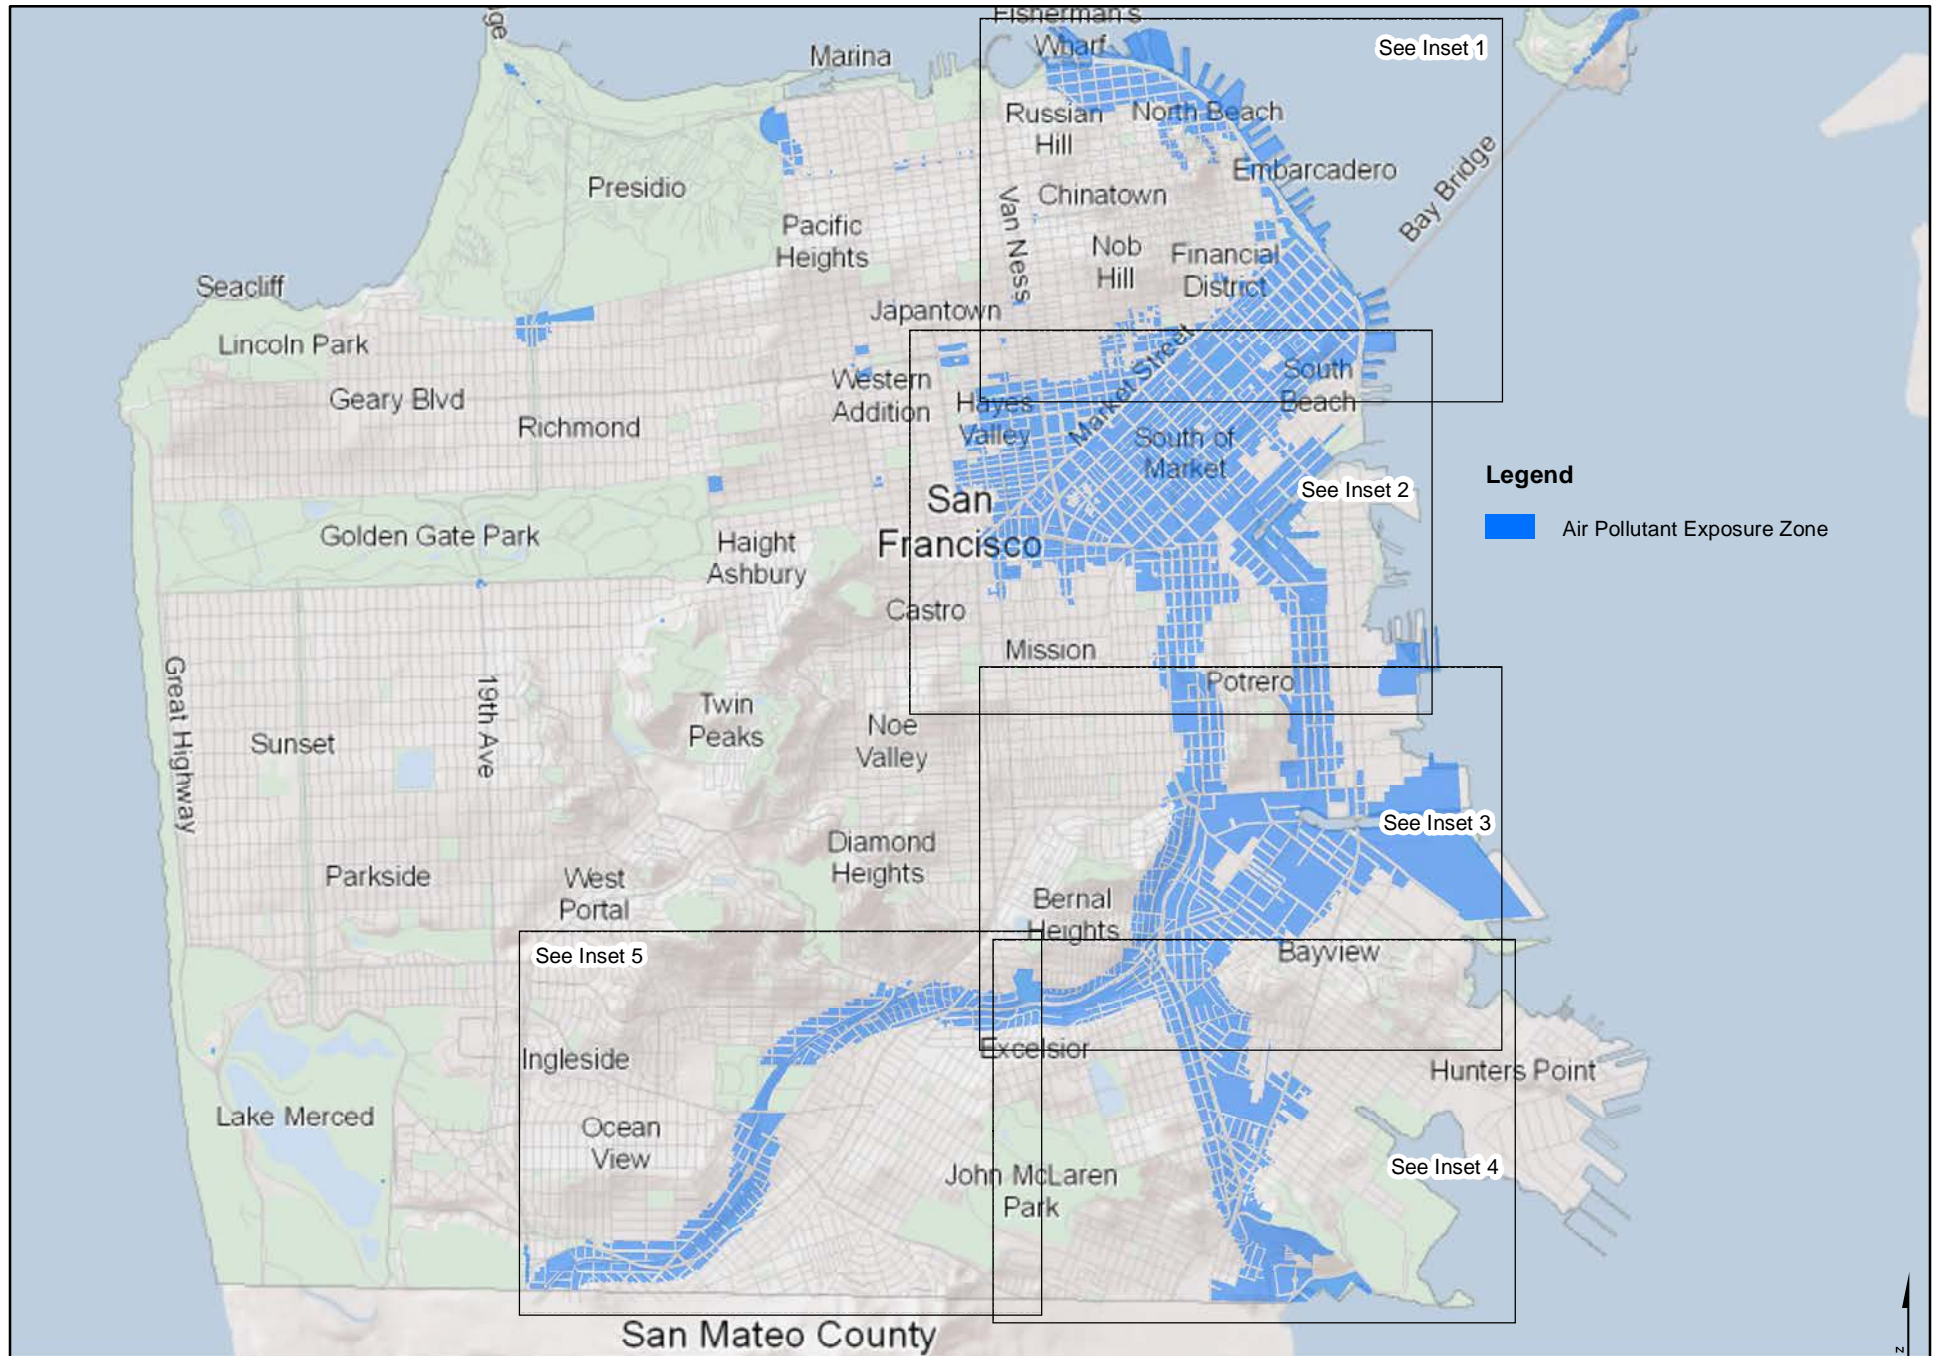 ge
Fisherman's
Wharf
Marina
See Inset 1
Russian
Hill
North Beach
Embarcadero
Bay Bridge
Presidio
Chinatown
Van Ness
Pacific
Heights
Nob
Hill
Financial
District
Seacliff
Japantown
Lincoln Park
Market Street
Western
Addition
South
Beach
Geary Blvd
Hayes
Valley
Richmond
South of
Market
Legend
See Inset 2
San
Francisco
Air Pollutant Exposure Zone
Golden Gate Park
Haight
Ashbury
Castro
Mission
Great Highway
19th Ave
Potrero
Twin
Peaks
Noe
Valley
Sunset
See Inset 3
Diamond
Heights
Parkside
West
Portal
Bernal
Heights
See Inset 5
Bayview
Ingleside
Excelsior
Hunters Point
Lake Merced
Ocean
View
John McLaren
Park
See Inset 4
San Mateo County
z